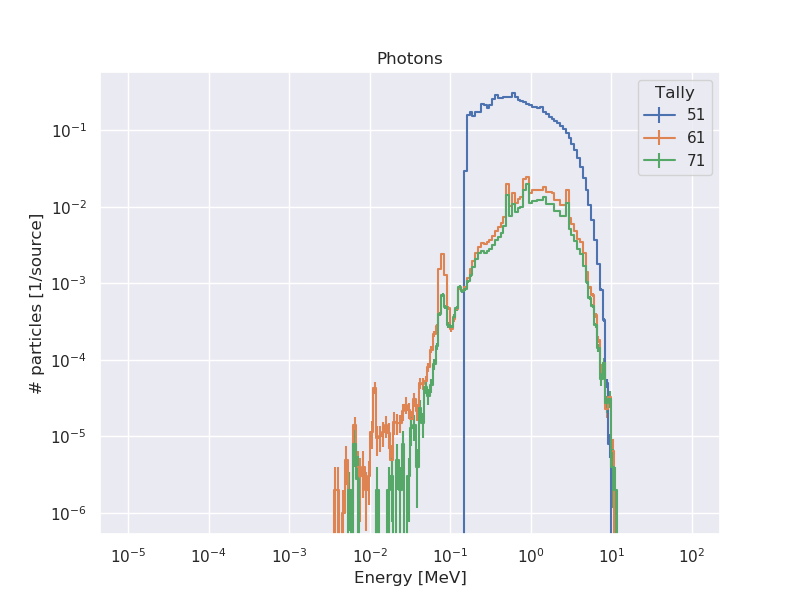 Photons
Tally
51
61
71
# particles [1/source]
10⁻¹
10⁻²
10⁻³
10⁻⁴
10⁻⁵
10⁻⁶
10⁻⁵ 10⁻⁴ 10⁻³ 10⁻² 10⁻¹ 10⁰ 10¹ 10²
Energy [MeV]